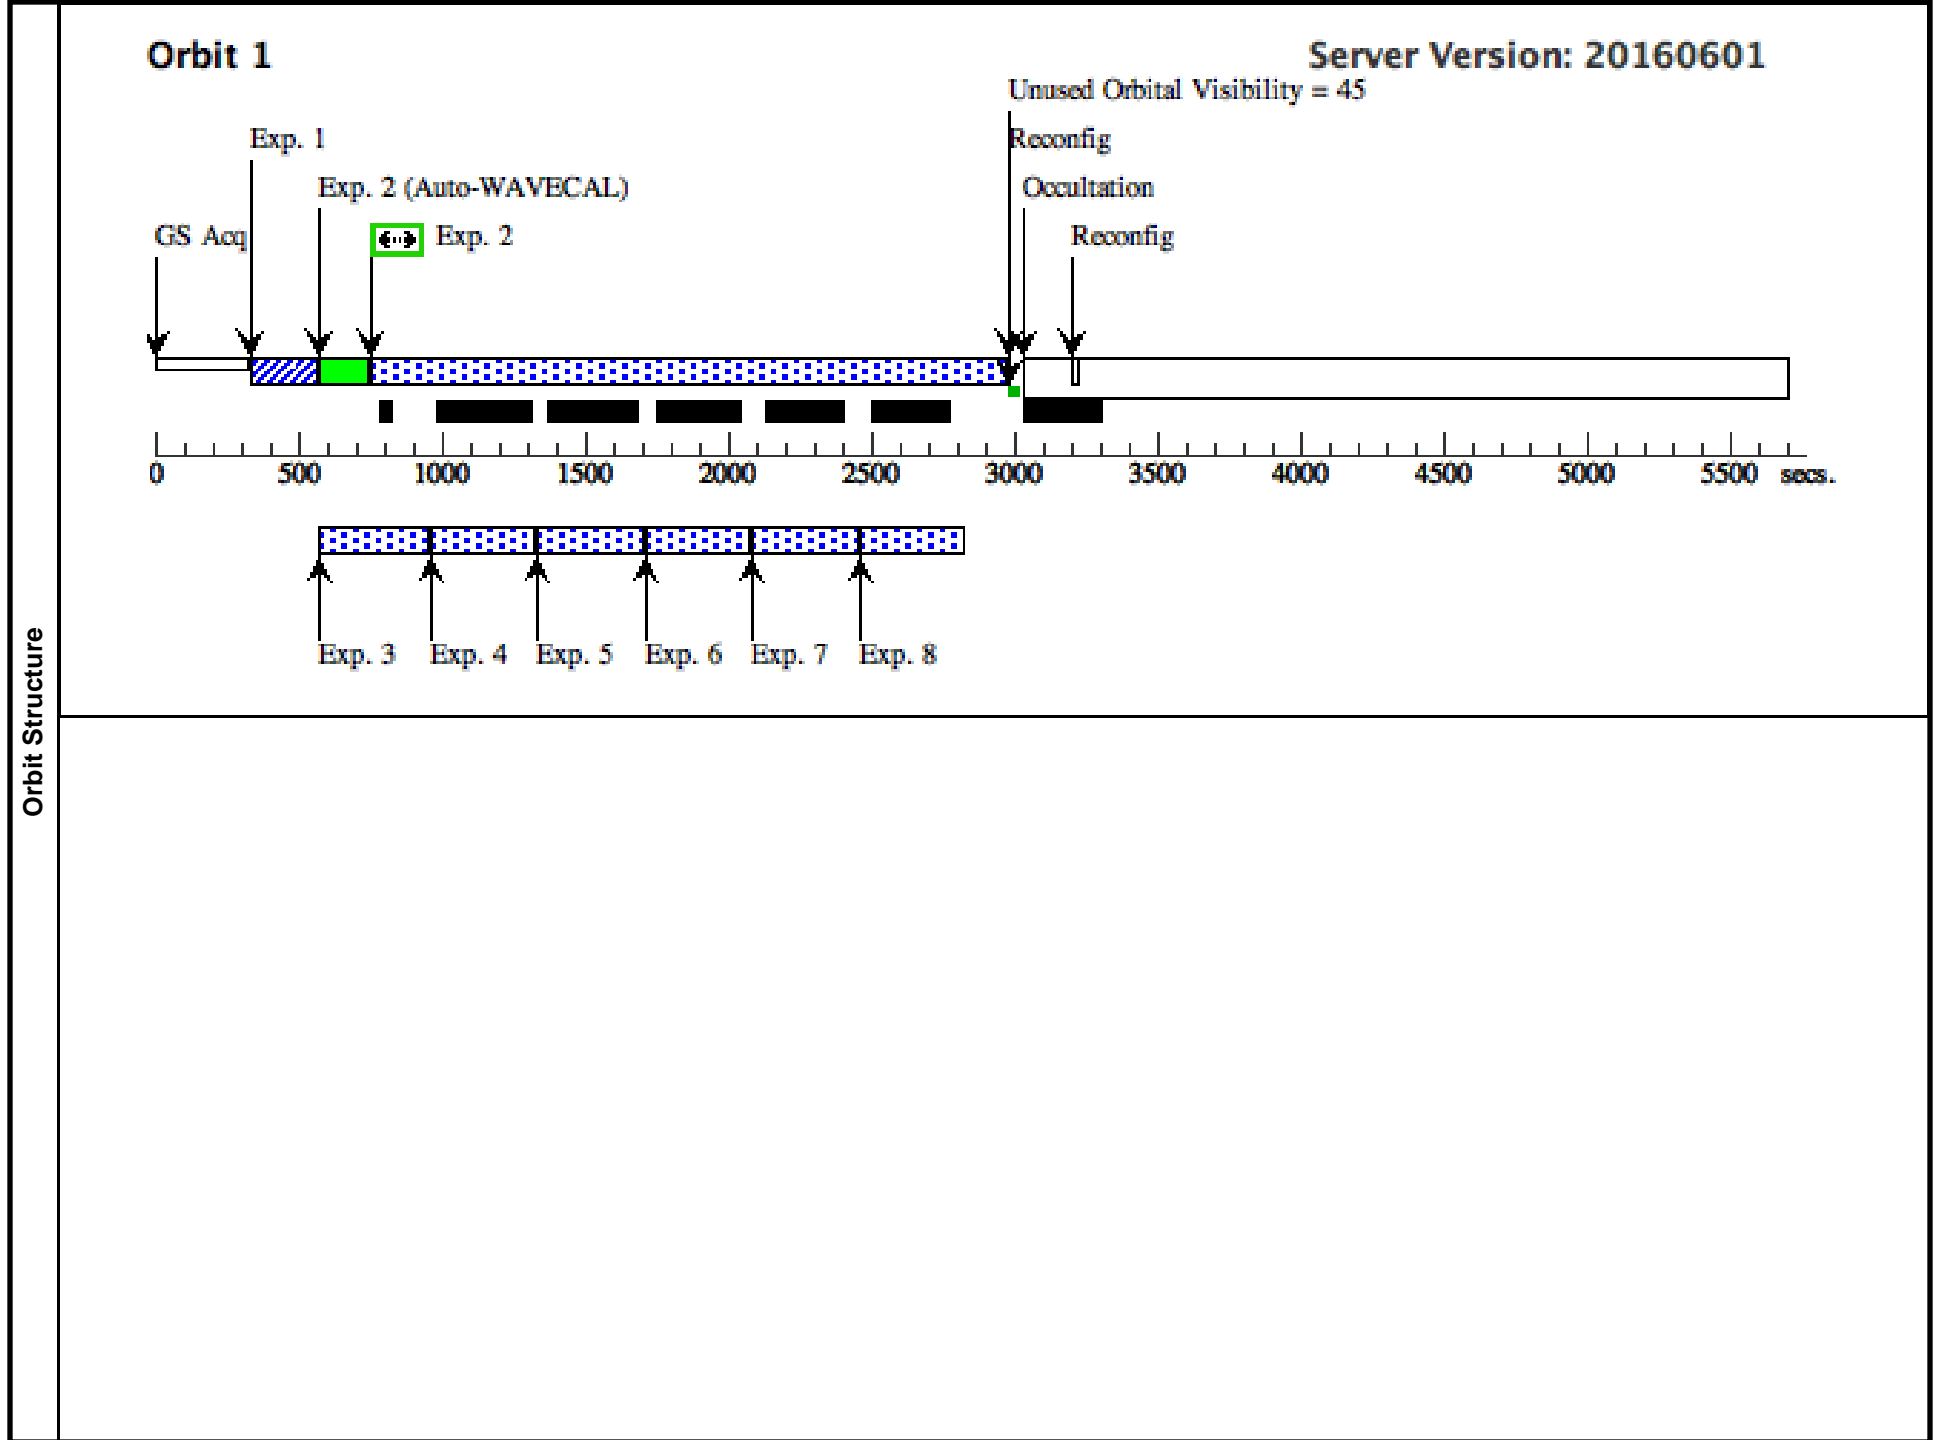 Orbit 1
Server Version: 20160601
Unused Orbital Visibility = 45
Exp. 1
Reconfig
Exp. 2 (Auto-WAVECAL)
Occultation
GS Acq
Exp. 2
Reconfig
0 500 1000 1500 2000 2500 3000 3500 4000 4500 5000 5500 secs.
Exp. 3 Exp. 4 Exp. 5 Exp. 6 Exp. 7 Exp. 8
Orbit Structure